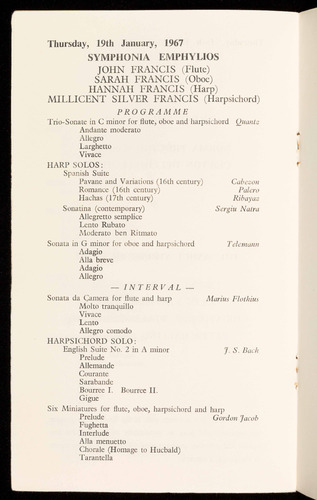 Thursday, 19th January, 1967
SYMPHONIA EMPHYLIOS
JOHN FRANCIS (Flute)
SARAH FRANCIS (Oboe)
HANNAH FRANCIS (Harp)
MILLICENT SILVER FRANCIS (Harpsichord)
PROGRAMME
Trio-Sonate in C minor for flute, oboe and harpsichord Quantz
Andante moderato
Allegro
Larghetto
Vivace
HARP SOLOS:
Spanish Suite
Pavane and Variations (16th century) Cabezon
Romance (16th century) Palero
Hachas (17th century) Ribayaz
Sonatina (contemporary) Sergiu Natra
Allegretto semplice
Lento Rubato
Moderato ben Ritmato
Sonata in G minor for oboe and harpsichord Telemann
Adagio
Alla breve
Adagio
Allegro
— INTERVAL —
Sonata da Camera for flute and harp Marius Flothius
Molto tranquillo
Vivace
Lento
Allegro comodo
HARPSICHORD SOLO:
English Suite No. 2 in A minor J. S. Bach
Prelude
Allemande
Courante
Sarabande
Bourree I. Bourree II.
Gigue
Six Miniatures for flute, oboe, harpsichord and harp
Prelude Gordon Jacob
Fughetta
Interlude
Alla menuetto
Chorale (Homage to Hucbald)
Tarantella